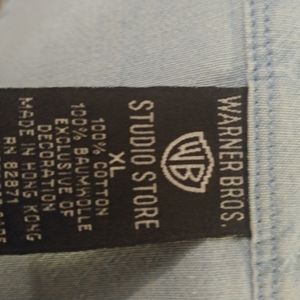 WARNER BROS.
WB
STUDIO STORE
XL
100% COTTON
100% BAUMWOLLE
EXCLUSIVE OF
DECORATION
MADE IN HONG KONG
RN 82871